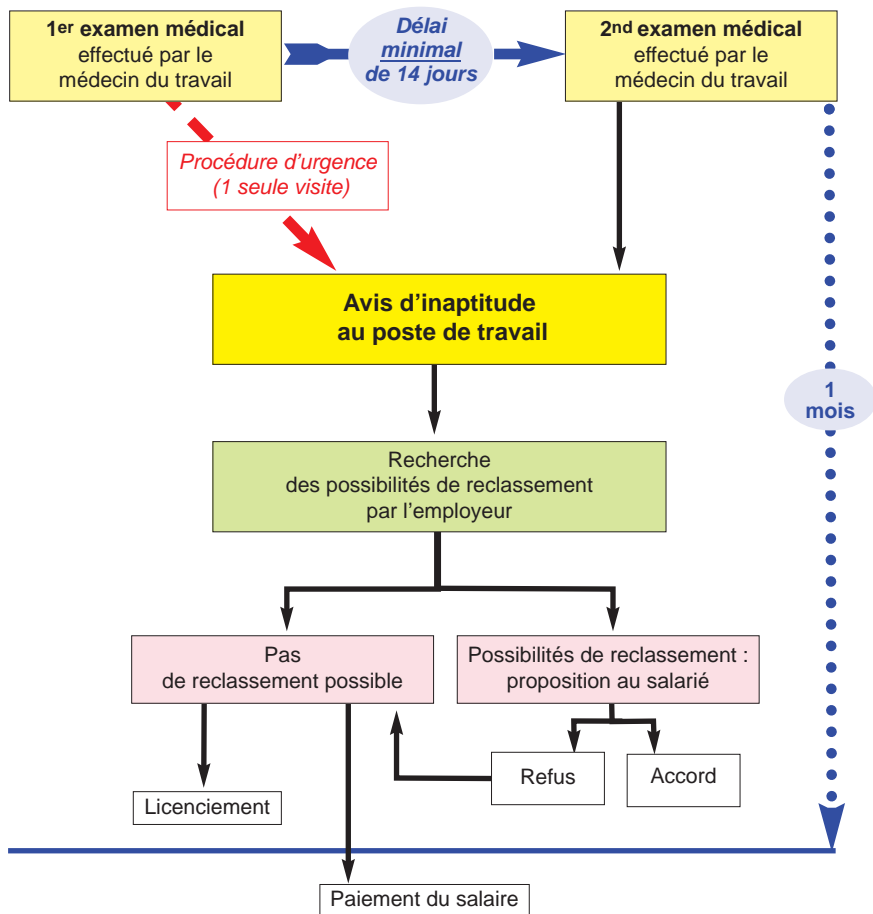 1er examen médical
effectué par le
médecin du travail
Délai
minimal
de 14 jours
2nd examen médical
effectué par le
médecin du travail
Procédure d’urgence
(1 seule visite)
Avis d’inaptitude
au poste de travail
1
mois
Recherche
des possibilités de reclassement
par l’employeur
Pas
de reclassement possible
Possibilités de reclassement :
proposition au salarié
Refus
Accord
Licenciement
Paiement du salaire